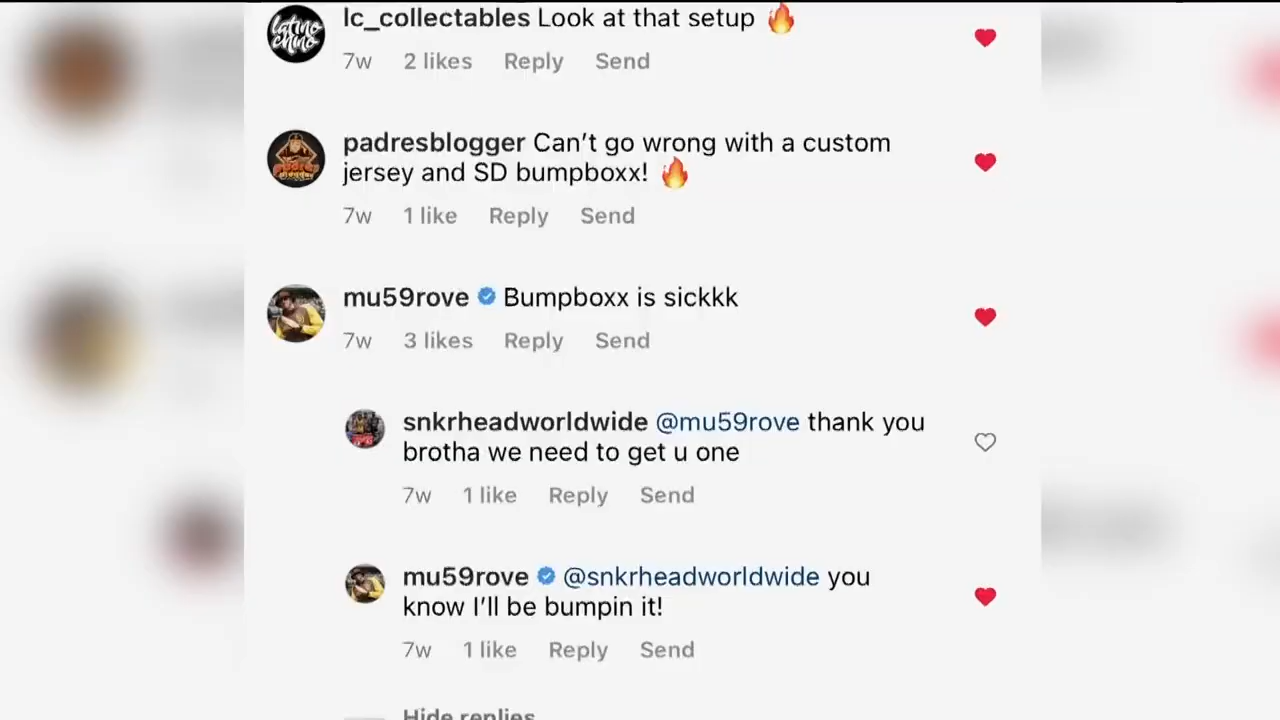 latino
chino
lc_collectables Look at that setup 🔥
7w 2 likes Reply Send
padresblogger Can't go wrong with a custom
jersey and SD bumpboxx! 🔥
7w 1 like Reply Send
mu59rove Bumpboxx is sickkk
7w 3 likes Reply Send
snkrheadworldwide @mu59rove thank you
brotha we need to get u one
7w 1 like Reply Send
mu59rove @snkrheadworldwide you
know I'll be bumpin it!
7w 1 like Reply Send
Hide replies